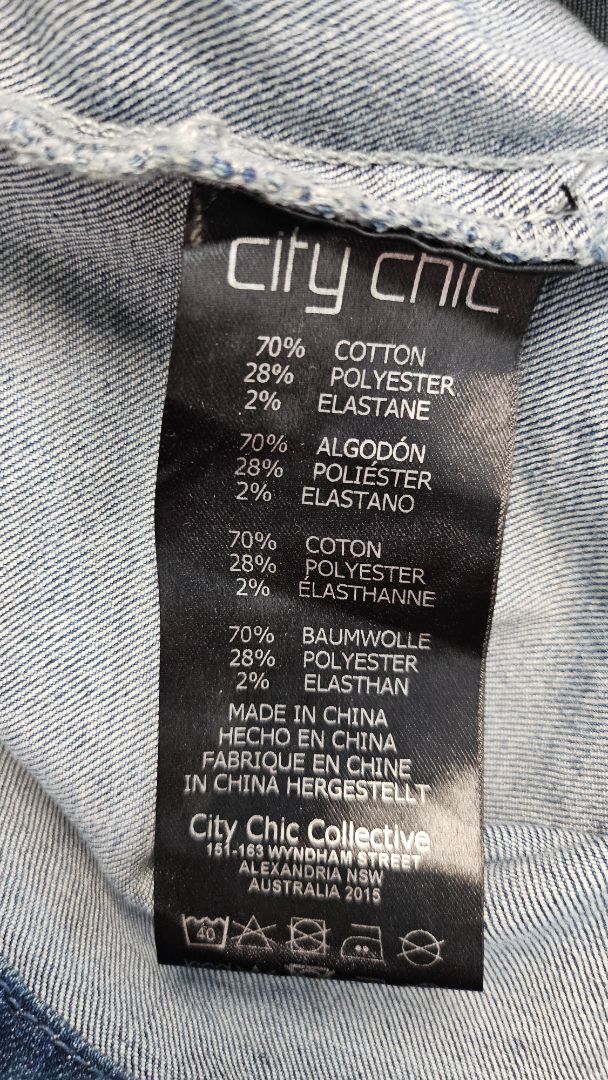 city chic
70% COTTON
28% POLYESTER
2% ELASTANE
70% ALGODÓN
28% POLIÉSTER
2% ELASTANO
70% COTON
28% POLYESTER
2% ÉLASTHANNE
70% BAUMWOLLE
28% POLYESTER
2% ELASTHAN
MADE IN CHINA
HECHO EN CHINA
FABRIQUE EN CHINE
IN CHINA HERGESTELLT
City Chic Collective
151-163 WYNDHAM STREET
ALEXANDRIA NSW
AUSTRALIA 2015
40